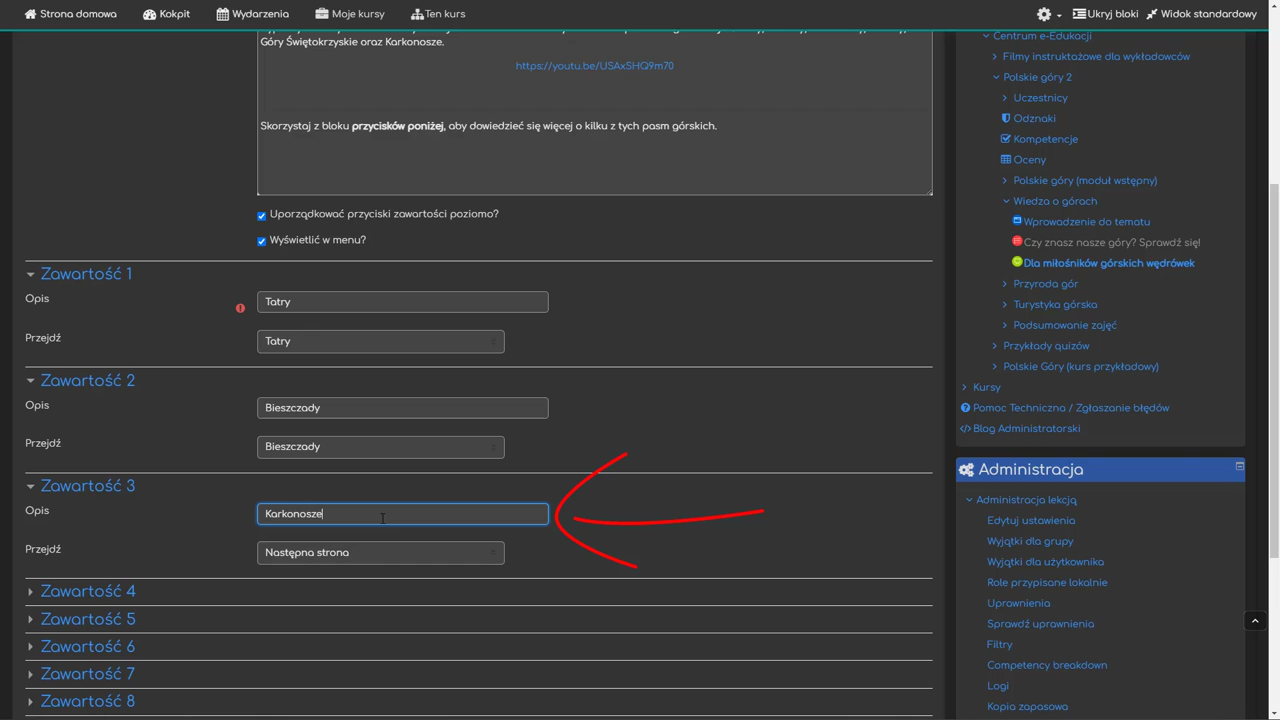 Strona domowa
Kokpit
Wydarzenia
Moje kursy
Ten kurs
Ukryj bloki
Widok standardowy
Góry Świętokrzyskie oraz Karkonosze.
https://youtu.be/USAxSHQ9m70
Skorzystaj z bloku przycisków poniżej, aby dowiedzieć się więcej o kilku z tych pasm górskich.
Uporządkować przyciski zawartości poziomo?
Wyświetlić w menu?
Zawartość 1
Opis
Tatry
Przejdź
Tatry
Zawartość 2
Opis
Bieszczady
Przejdź
Bieszczady
Zawartość 3
Opis
Karkonosze
Przejdź
Następna strona
Zawartość 4
Zawartość 5
Zawartość 6
Zawartość 7
Zawartość 8
Centrum e-Edukacji
Filmy instruktażowe dla wykładowców
Polskie góry 2
Uczestnicy
Odznaki
Kompetencje
Oceny
Polskie góry (moduł wstępny)
Wiedza o górach
Wprowadzenie do tematu
Czy znasz nasze góry? Sprawdź się!
Dla miłośników górskich wędrówek
Przyroda gór
Turystyka górska
Podsumowanie zajęć
Przykłady quizów
Polskie Góry (kurs przykładowy)
Kursy
Pomoc Techniczna / Zgłaszanie błędów
Blog Administratorski
Administracja
Administracja lekcją
Edytuj ustawienia
Wyjątki dla grupy
Wyjątki dla użytkownika
Role przypisane lokalnie
Uprawnienia
Sprawdź uprawnienia
Filtry
Competency breakdown
Logi
Kopia zapasowa